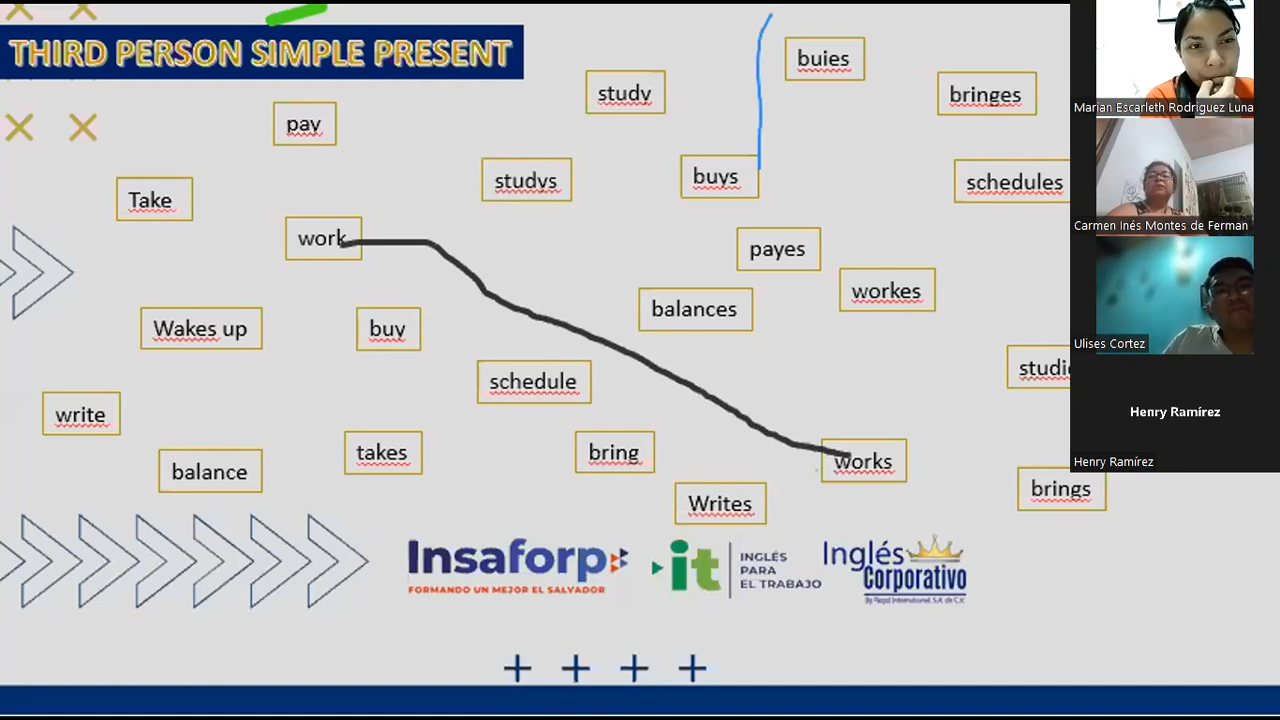 THIRD PERSON SIMPLE PRESENT
buies
study
bringes
pay
Marian Escarleth Rodriguez Luna
studys
buys
schedules
Take
Carmen Inés Montes de Ferman
work
payes
workes
balances
Wakes up
buy
Ulises Cortez
schedule
studie
write
Henry Ramírez
takes
bring
works
Henry Ramírez
balance
brings
Writes
Insaforp
FORMANDO UN MEJOR EL SALVADOR
it
INGLÉS
PARA
EL TRABAJO
Inglés
Corporativo